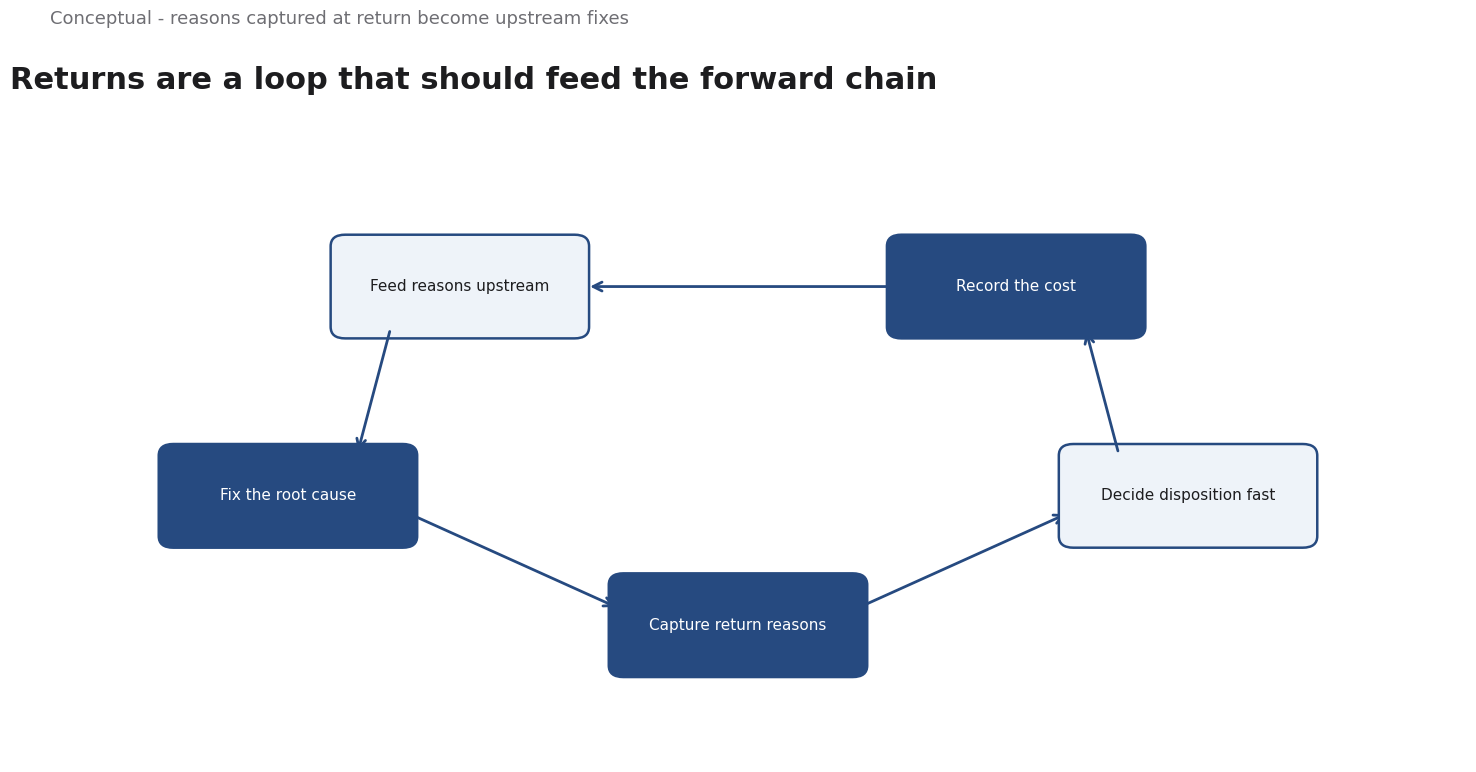 Conceptual - reasons captured at return become upstream fixes
Returns are a loop that should feed the forward chain
Feed reasons upstream
Record the cost
Fix the root cause
Decide disposition fast
Capture return reasons